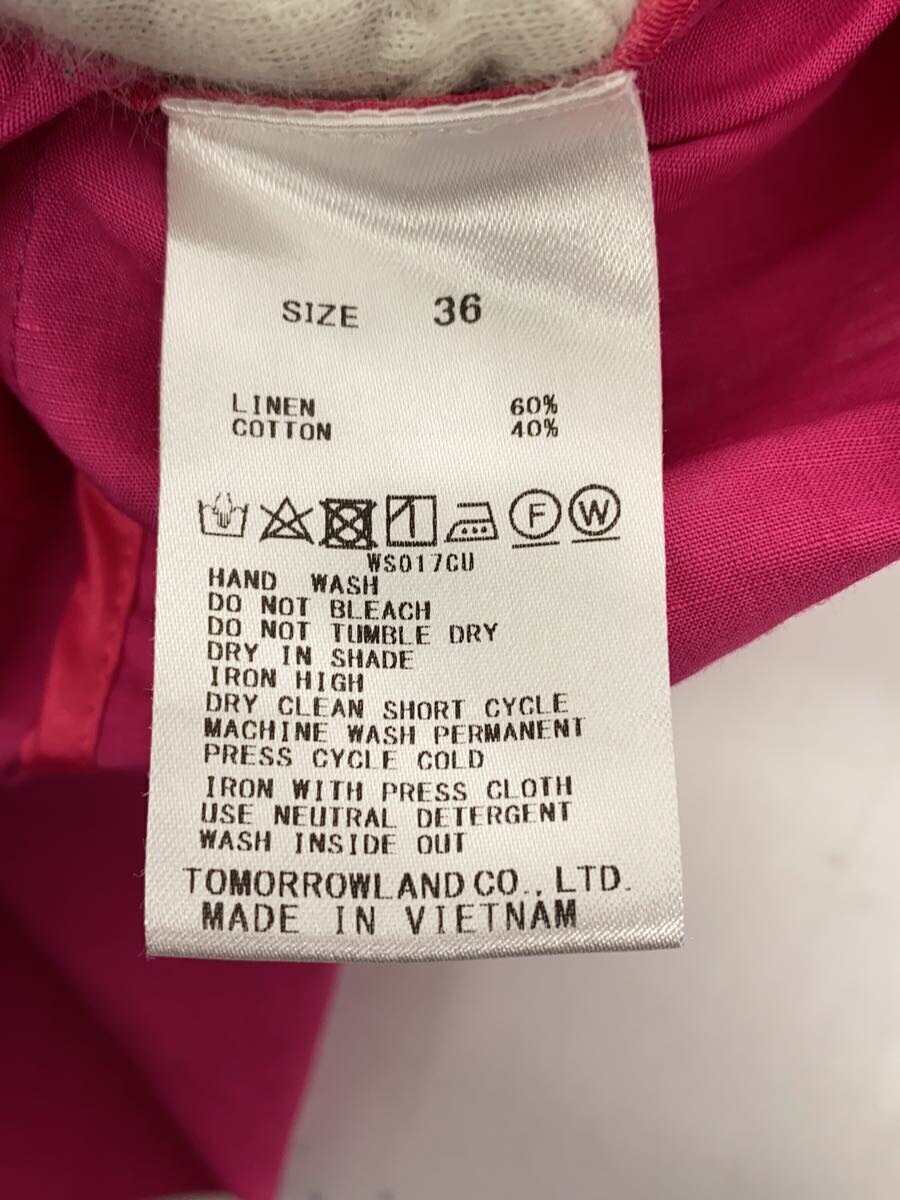 SIZE 36
LINEN 60%
COTTON 40%
F W
WS017CU
HAND WASH
DO NOT BLEACH
DO NOT TUMBLE DRY
DRY IN SHADE
IRON HIGH
DRY CLEAN SHORT CYCLE
MACHINE WASH PERMANENT
PRESS CYCLE COLD
IRON WITH PRESS CLOTH
USE NEUTRAL DETERGENT
WASH INSIDE OUT
TOMORROWLAND CO., LTD.
MADE IN VIETNAM